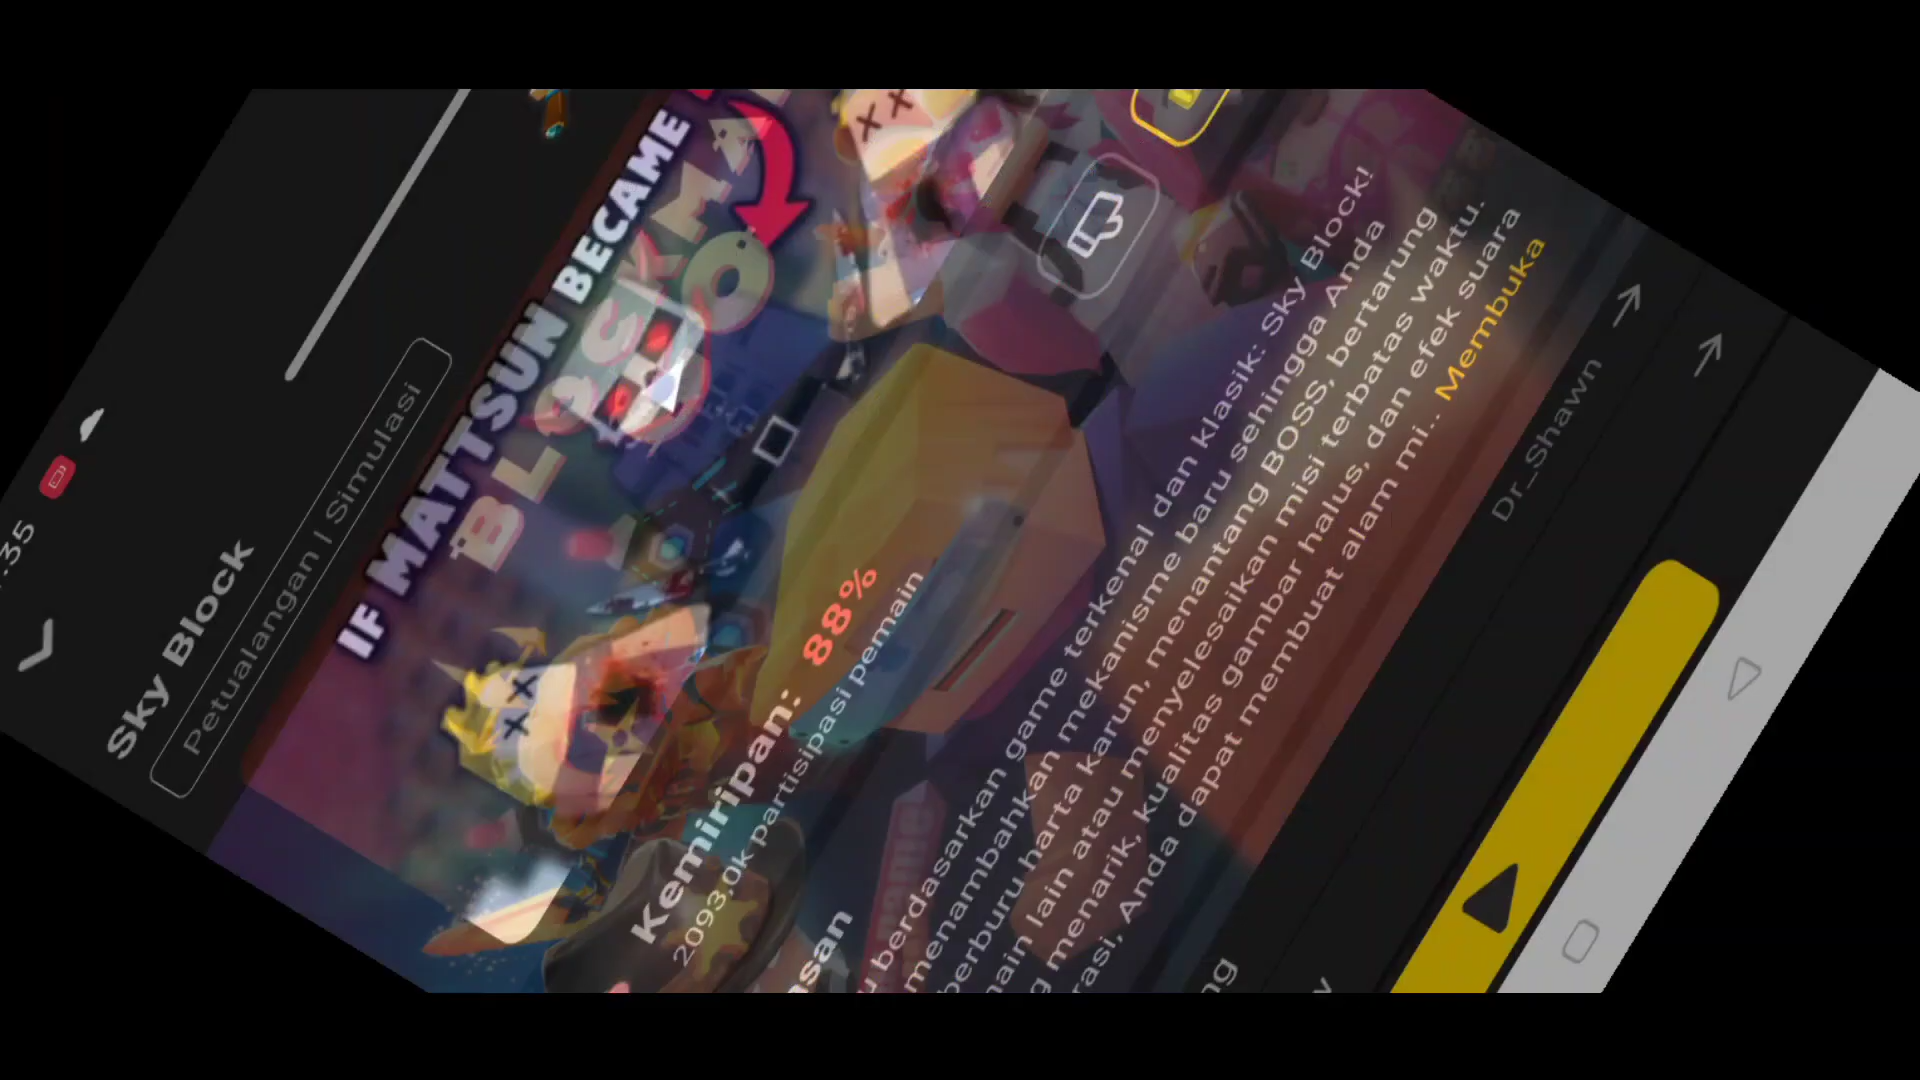 :35
Sky Block
Petualangan | Simulasi
IF MATTSUN BECAME
BLOCKMAN
GO
Kemiripan:
88%
2093,0k partisipasi pemain
berdasarkan game terkenal dan klasik: Sky Block!
menambahkan mekanisme baru sehingga Anda
berburu harta karun, menantang BOSS, bertarung
lain atau menyelesaikan misi terbatas waktu.
menarik, kualitas gambar halus, dan efek suara
Anda dapat membuat alam mi... Membuka
Dr_Shawn